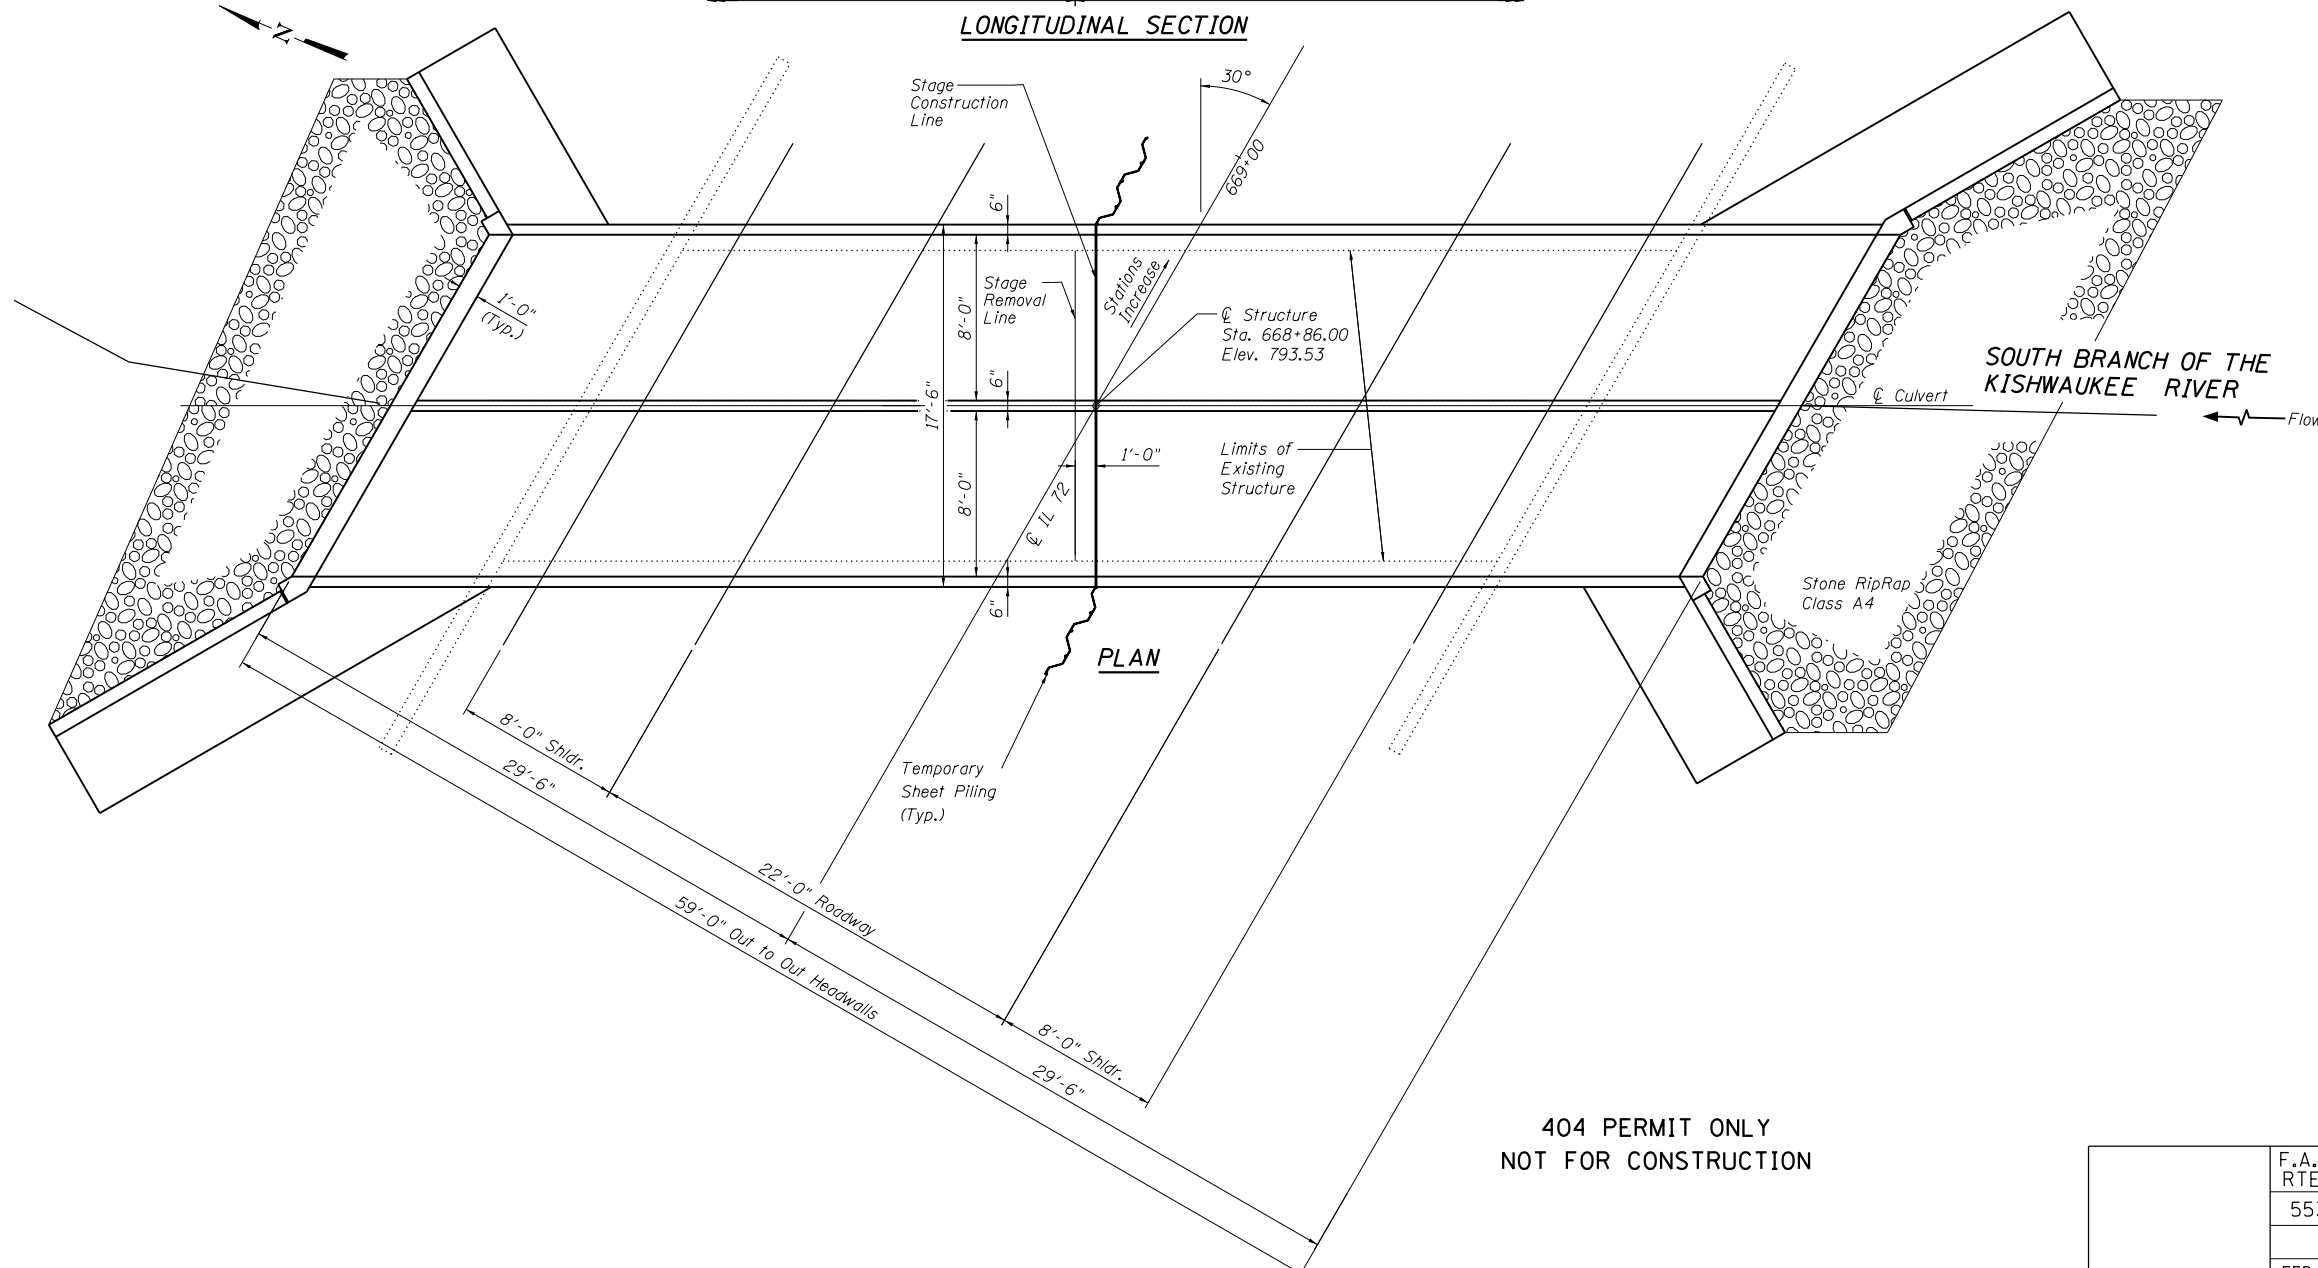 LONGITUDINAL SECTION
N
Stage
Construction
Line
30°
669+00
6"
Stations
Increase
Stage
Removal
Line
8'-0"
1'-0"
(Typ.)
℄ Structure
Sta. 668+86.00
Elev. 793.53
SOUTH BRANCH OF THE
KISHWAUKEE RIVER
6"
17'-6"
℄ Culvert
Flow
1'-0"
Limits of
Existing
Structure
8'-0"
℄ IL 72
Stone RipRap
Class A4
6"
PLAN
8'-0" Shldr.
29'-6"
Temporary
Sheet Piling
(Typ.)
22'-0" Roadway
59'-0" Out to Out Headwalls
8'-0" Shldr.
29'-6"
404 PERMIT ONLY
NOT FOR CONSTRUCTION
F.A.
RTE